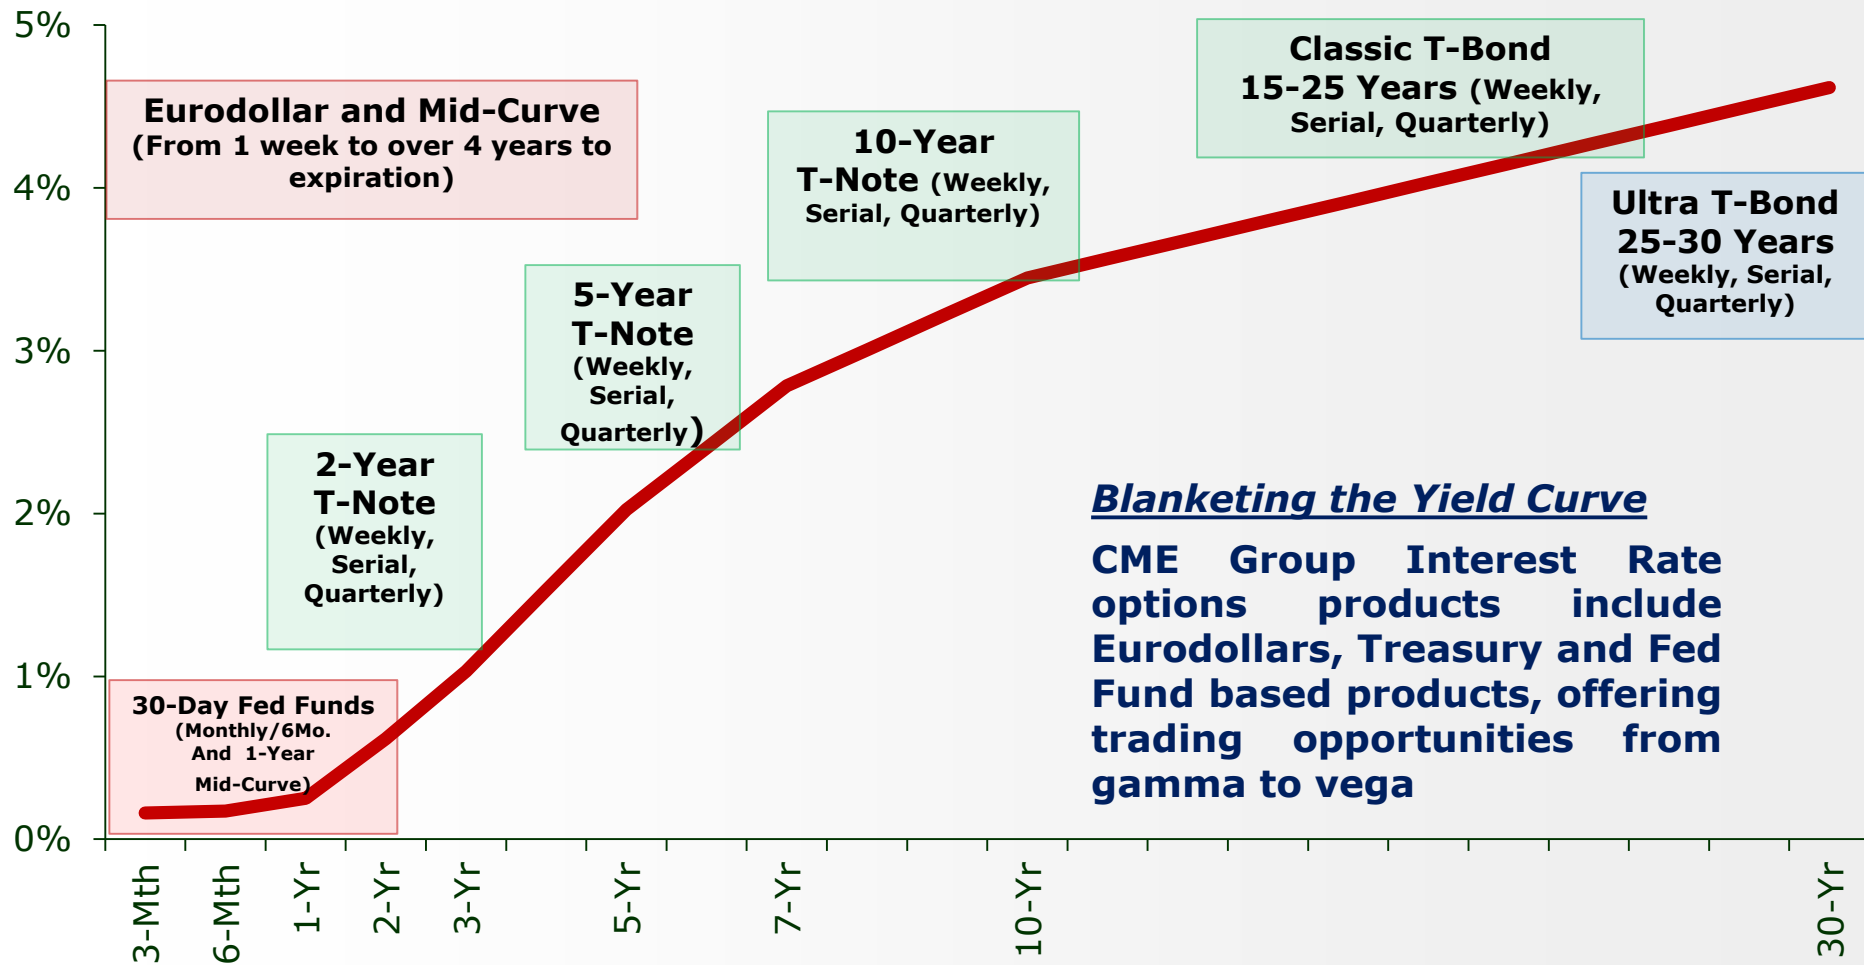 5%
4%
3%
2%
1%
0%
Eurodollar and Mid-Curve
(From 1 week to over 4 years to
expiration)
30-Day Fed Funds
(Monthly/6Mo.
And 1-Year
Mid-Curve)
2-Year
T-Note
(Weekly,
Serial,
Quarterly)
5-Year
T-Note
(Weekly,
Serial,
Quarterly)
10-Year
T-Note (Weekly,
Serial, Quarterly)
Classic T-Bond
15-25 Years (Weekly,
Serial, Quarterly)
Ultra T-Bond
25-30 Years
(Weekly, Serial,
Quarterly)
Blanketing the Yield Curve
CME Group Interest Rate
options products include
Eurodollars, Treasury and Fed
Fund based products, offering
trading opportunities from
gamma to vega
3-Mth
6-Mth
1-Yr
2-Yr
3-Yr
5-Yr
7-Yr
10-Yr
30-Yr